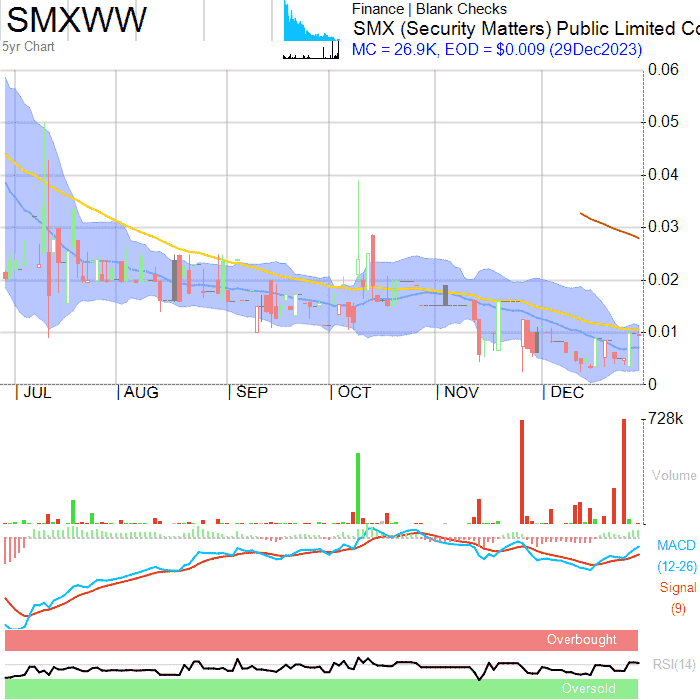 SMXWW
5yr Chart
Finance | Blank Checks
SMX (Security Matters) Public Limited Co
MC = 26.9K, EOD = $0.009 (29Dec2023)
0.06
0.05
0.04
0.03
0.02
0.01
0
JUL AUG SEP OCT NOV DEC
728k
Volume
MACD
(12-26)
Signal
(9)
Overbought
RSI(14)
Oversold